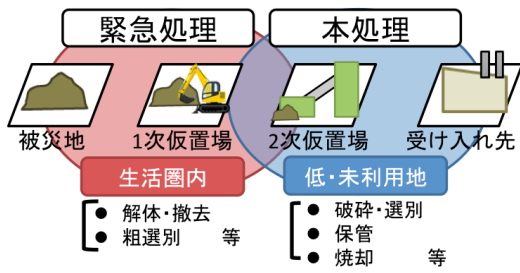 緊急処理
本処理
被災地
1次仮置場
2次仮置場
受け入れ先
生活圏内
低・未利用地
● 解体・撤去
● 粗選別 等
● 破砕・選別
● 保管
● 焼却 等